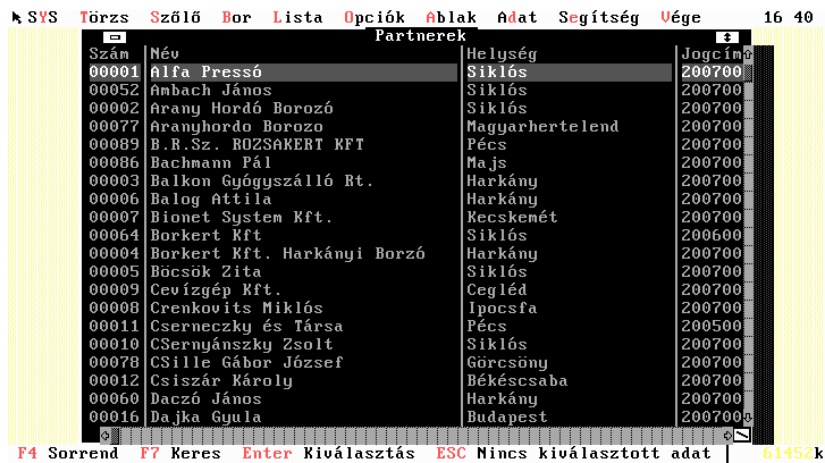 SYS Törzs Szőlő Bor Lista Opciók Ablak Adat Segítség Vége 16 40
Partnerek
Szám Név Helység Jogcím
00001 Alfa Pressó Siklós 200700
00052 Ambach János Siklós 200700
00002 Arany Hordó Borozó Siklós 200700
00077 Aranyhordo Borozo Magyarhertelend 200700
00089 B.R.Sz. ROZSAKERT KFT Pécs 200700
00086 Bachmann Pál Majs 200700
00003 Balkon Gyógyszálló Rt. Harkány 200700
00006 Balog Attila Harkány 200700
00007 Bionet System Kft. Kecskemét 200700
00064 Borkert Kft Siklós 200600
00004 Borkert Kft. Harkányi Borzó Harkány 200700
00005 Böcsök Zita Siklós 200700
00009 Cevízgép Kft. Cegléd 200700
00008 Crenkovits Miklós Ipocsfa 200700
00011 Cserneczky és Társa Pécs 200500
00010 CSernyánszky Zsolt Siklós 200700
00078 CSille Gábor József Görcsöny 200700
00012 Csiszár Károly Békéscsaba 200700
00060 Daczó János Harkány 200700
00016 Dajka Gyula Budapest 200700
F4 Sorrend F7 Keres Enter Kiválasztás ESC Nincs kiválasztott adat 61452k